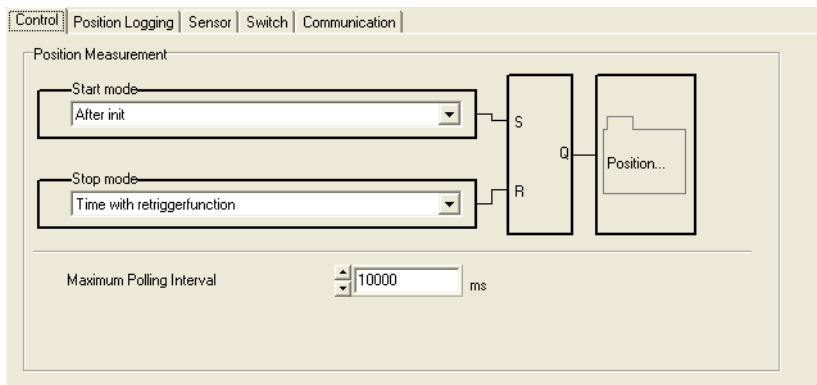 Control Position Logging Sensor Switch Communication
Position Measurement
Start mode
After init
S
Q
Position...
Stop mode
R
Time with retriggerfunction
Maximum Polling Interval 10000 ms